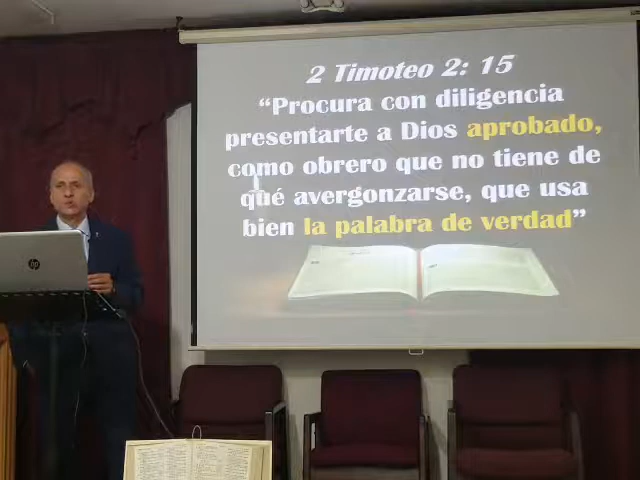 2 Timoteo 2: 15
“Procura con diligencia
presentarte a Dios aprobado,
como obrero que no tiene de
qué avergonzarse, que usa
bien la palabra de verdad”
hp